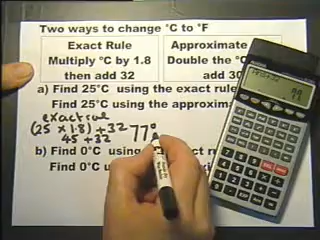 Two ways to change °C to °F
Exact Rule
Multiply °C by 1.8
then add 32
Approximate
Double the °C
add 30
a) Find 25°C using the exact rule
Find 25°C using the approxima
exact rule
(25 × 1.8) + 32
45 + 32
77°
b) Find 0°C using
Find 0°C us